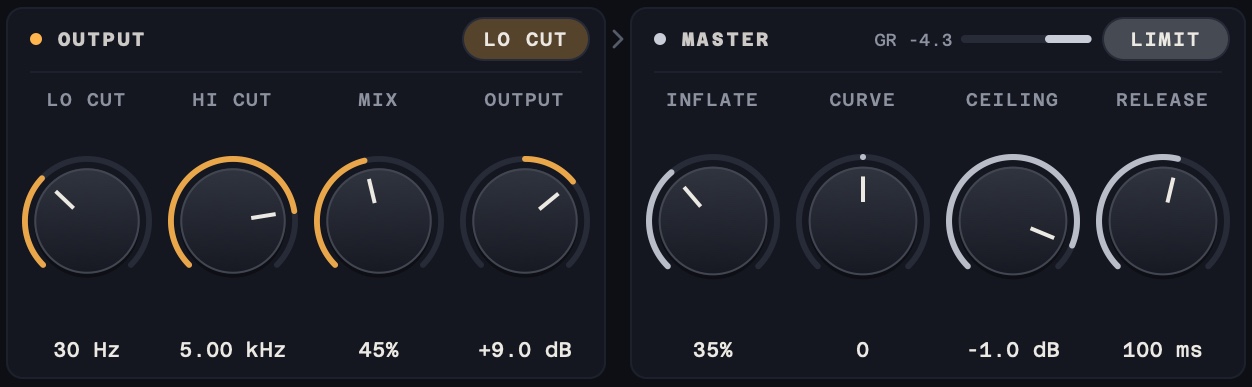 OUTPUT
LO CUT
LO CUT HI CUT MIX OUTPUT
30 Hz 5.00 kHz 45% +9.0 dB
MASTER
GR -4.3
LIMIT
INFLATE CURVE CEILING RELEASE
35% 0 -1.0 dB 100 ms